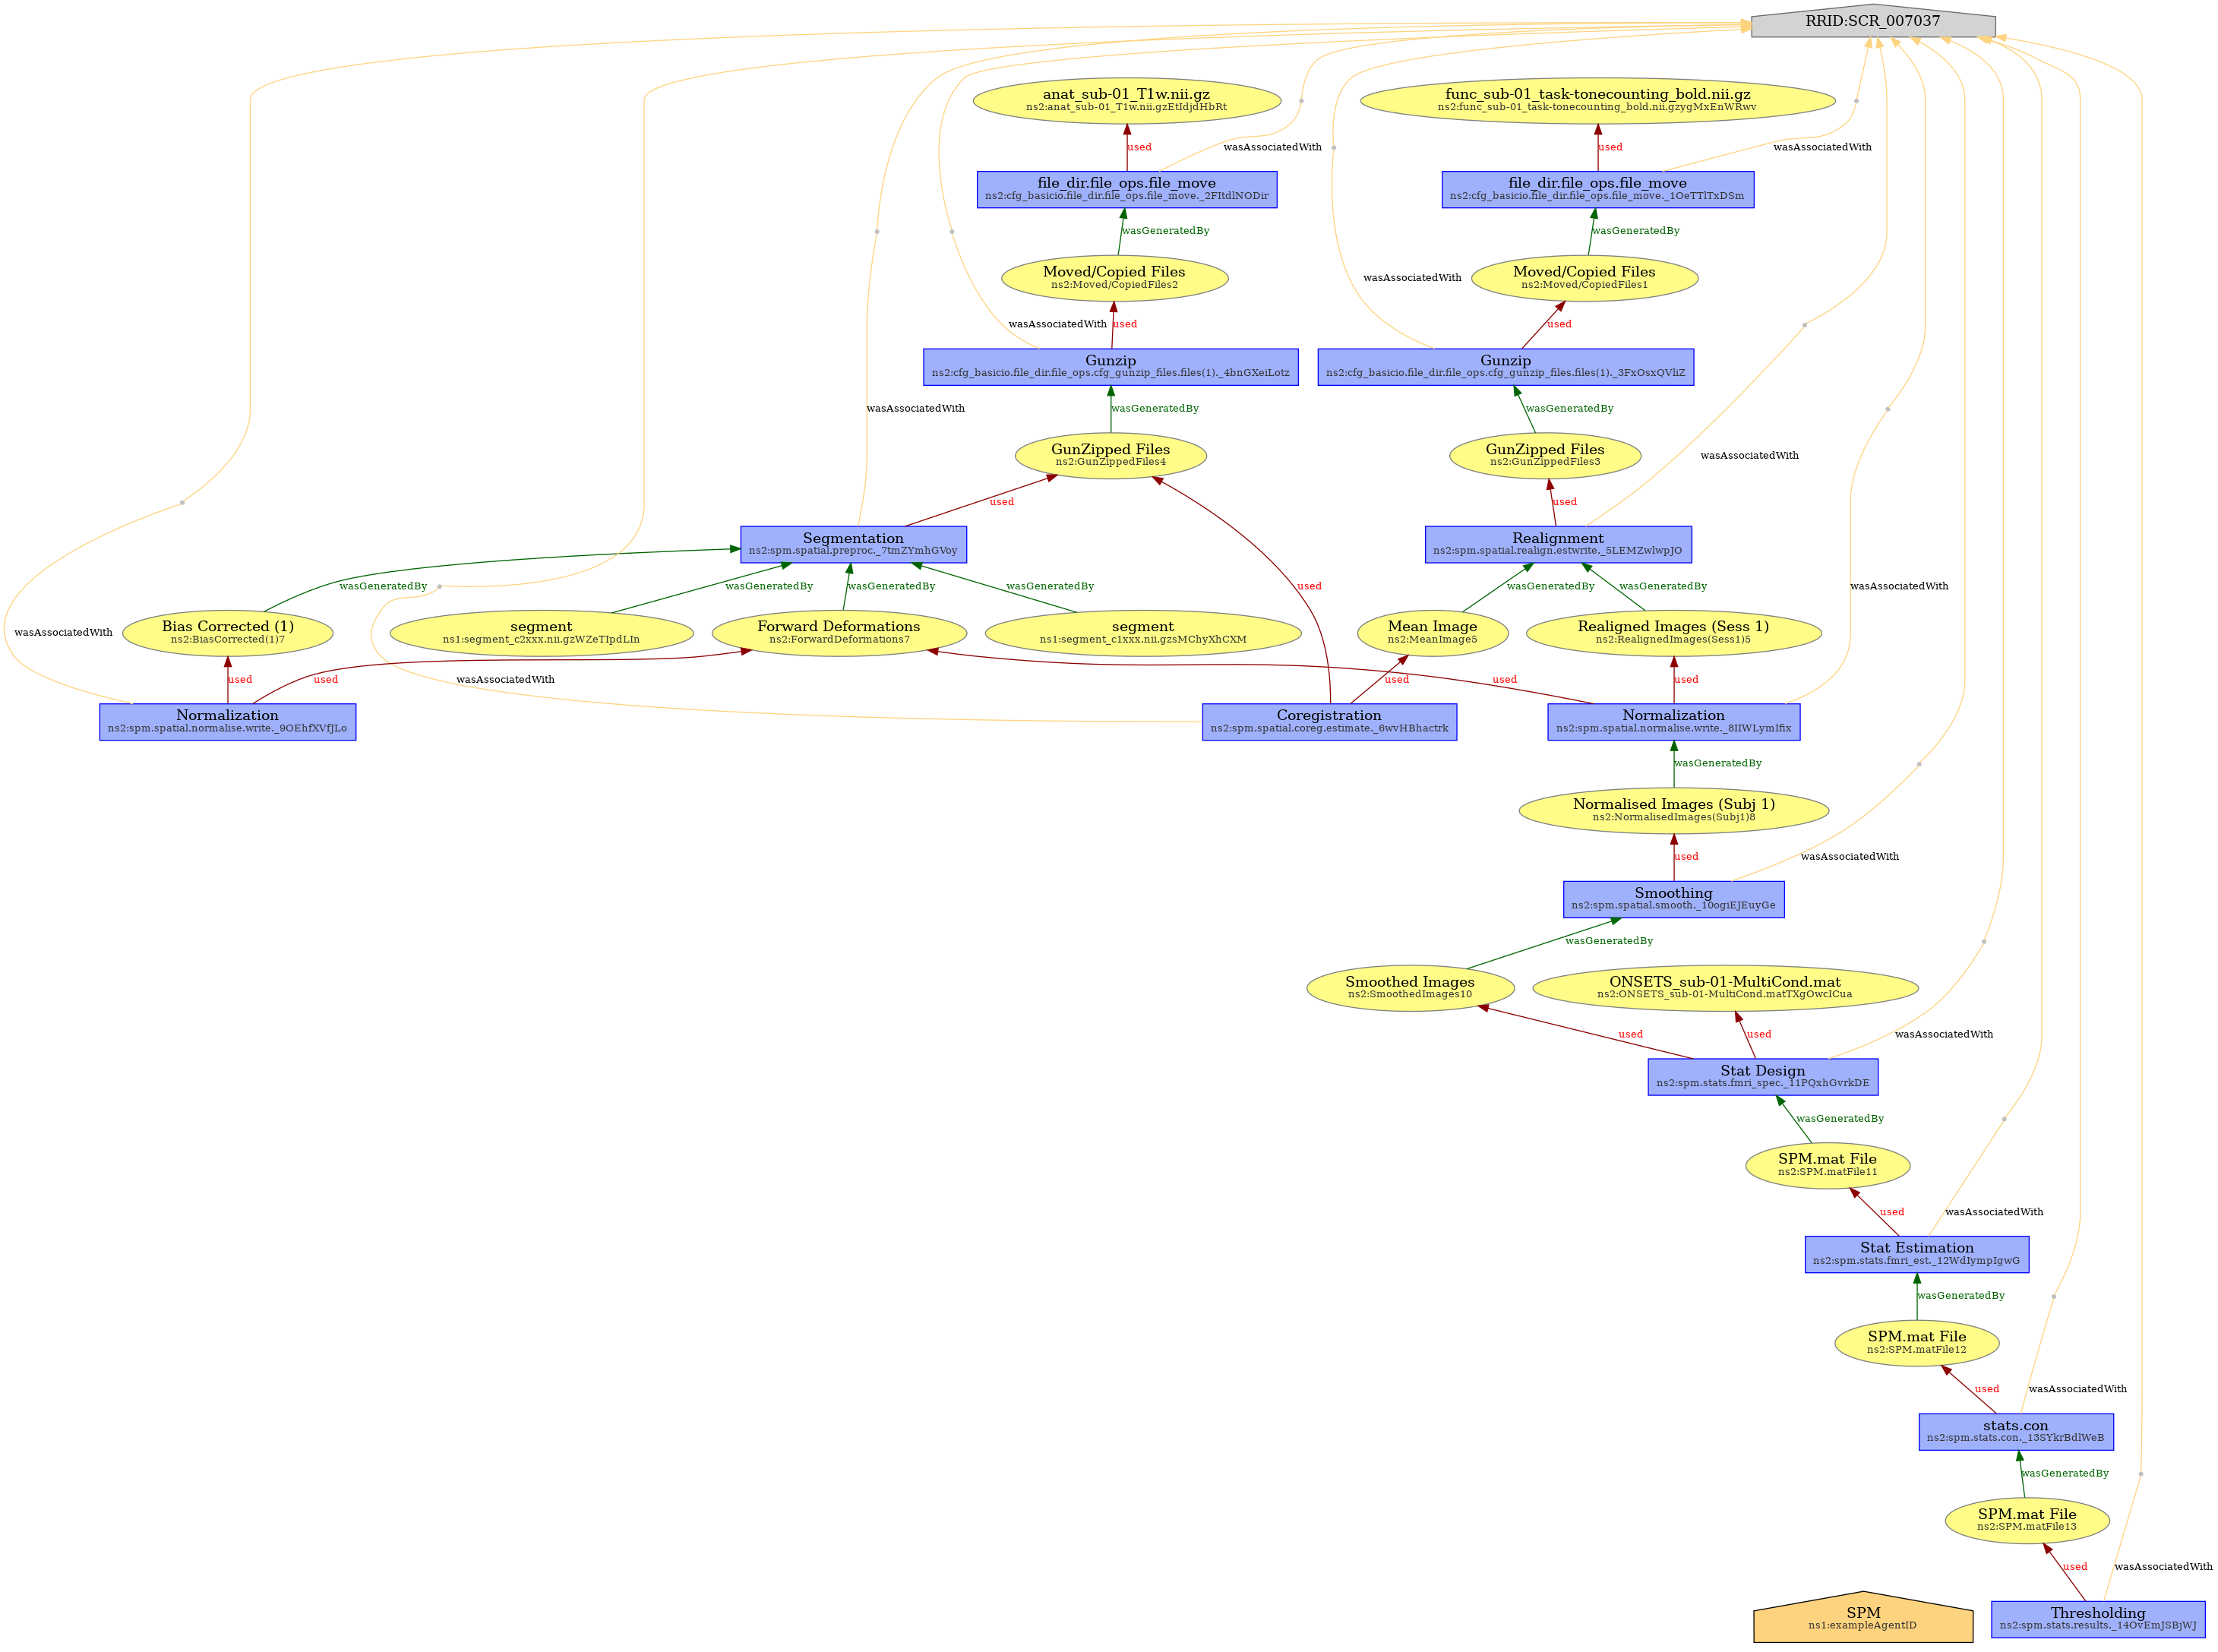 RRID:SCR_007037
anat_sub-01_T1w.nii.gz
ns2:anat_sub-01_T1w.nii.gzEtIdjdHbRt
func_sub-01_task-tonecounting_bold.nii.gz
ns2:func_sub-01_task-tonecounting_bold.nii.gzygMxEnWRwv
used
wasAssociatedWith
used
wasAssociatedWith
file_dir.file_ops.file_move
ns2:cfg_basicio.file_dir.file_ops.file_move._2FItdlNODir
file_dir.file_ops.file_move
ns2:cfg_basicio.file_dir.file_ops.file_move._1OeTTlTxDSm
wasGeneratedBy
wasGeneratedBy
Moved/Copied Files
ns2:Moved/CopiedFiles2
wasAssociatedWith
Moved/Copied Files
ns2:Moved/CopiedFiles1
wasAssociatedWith
used
used
Gunzip
ns2:cfg_basicio.file_dir.file_ops.cfg_gunzip_files.files(1)._4bnGXeiLotz
Gunzip
ns2:cfg_basicio.file_dir.file_ops.cfg_gunzip_files.files(1)._3FxOsxQVliZ
wasAssociatedWith
wasGeneratedBy
wasGeneratedBy
GunZipped Files
ns2:GunZippedFiles4
GunZipped Files
ns2:GunZippedFiles3
wasAssociatedWith
used
used
Segmentation
ns2:spm.spatial.preproc._7tmZYmhGVoy
Realignment
ns2:spm.spatial.realign.estwrite._5LEMZwlwpJO
wasGeneratedBy
wasGeneratedBy
wasGeneratedBy
wasGeneratedBy
used
wasGeneratedBy
wasGeneratedBy
wasAssociatedWith
wasAssociatedWith
Bias Corrected (1)
ns2:BiasCorrected(1)7
segment
ns1:segment_c2xxx.nii.gzWZeTIpdLIn
Forward Deformations
ns2:ForwardDeformations7
segment
ns1:segment_c1xxx.nii.gzsMChyXhCXM
Mean Image
ns2:MeanImage5
Realigned Images (Sess 1)
ns2:RealignedImages(Sess1)5
used
used
wasAssociatedWith
used
used
used
Normalization
ns2:spm.spatial.normalise.write._9OEhfXVfJLo
Coregistration
ns2:spm.spatial.coreg.estimate._6wvHBhactrk
Normalization
ns2:spm.spatial.normalise.write._8IIWLymIfix
wasGeneratedBy
Normalised Images (Subj 1)
ns2:NormalisedImages(Subj1)8
used
wasAssociatedWith
Smoothing
ns2:spm.spatial.smooth._10ogiEJEuyGe
wasGeneratedBy
Smoothed Images
ns2:SmoothedImages10
ONSETS_sub-01-MultiCond.mat
ns2:ONSETS_sub-01-MultiCond.matTXgOwcICua
used
used
wasAssociatedWith
Stat Design
ns2:spm.stats.fmri_spec._11PQxhGvrkDE
wasGeneratedBy
SPM.mat File
ns2:SPM.matFile11
used
wasAssociatedWith
Stat Estimation
ns2:spm.stats.fmri_est._12WdIympIgwG
wasGeneratedBy
SPM.mat File
ns2:SPM.matFile12
used
wasAssociatedWith
stats.con
ns2:spm.stats.con._13SYkrBdlWeB
wasGeneratedBy
SPM.mat File
ns2:SPM.matFile13
used
wasAssociatedWith
SPM
ns1:exampleAgentID
Thresholding
ns2:spm.stats.results._14OvEmJSBjWJ